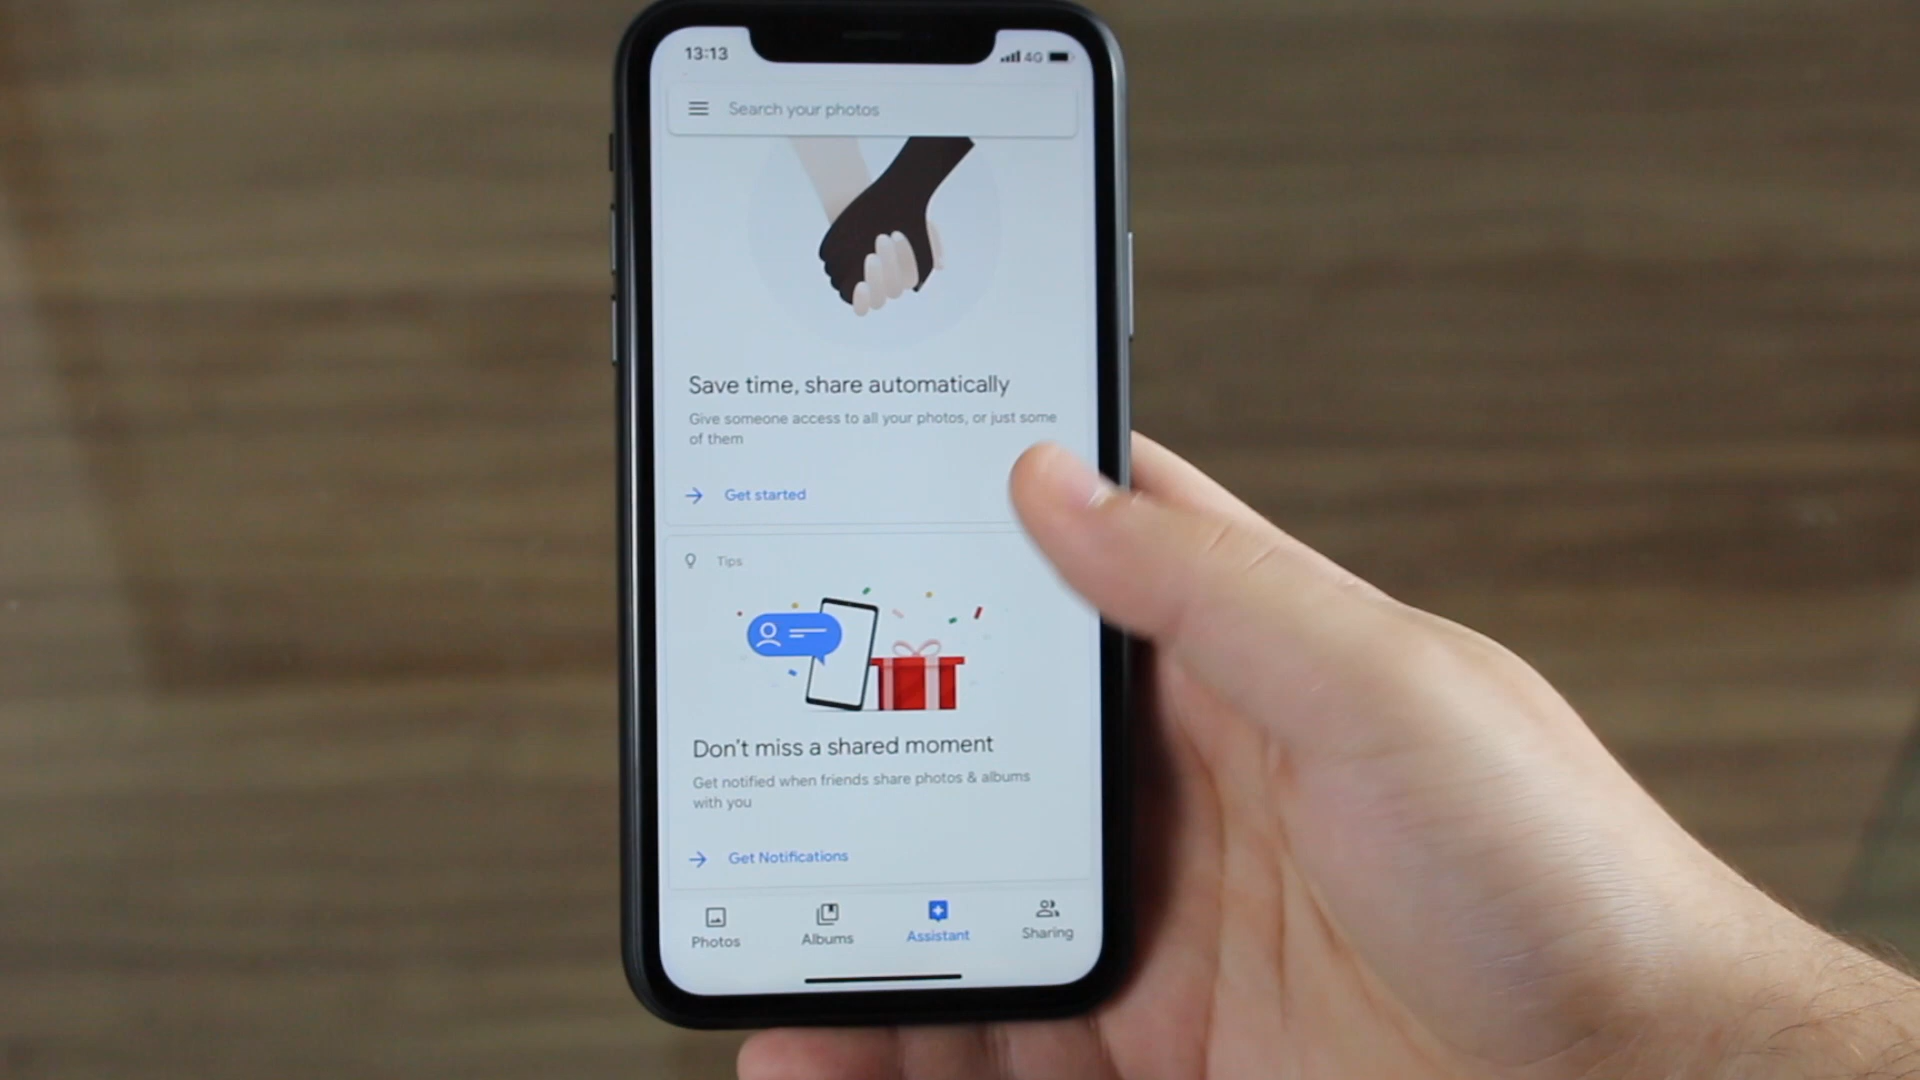 13:13
4G
Search your photos
Save time, share automatically
Give someone access to all your photos, or just some
of them
Get started
Tips
Don't miss a shared moment
Get notified when friends share photos & albums
with you
Get Notifications
Photos
Albums
Assistant
Sharing